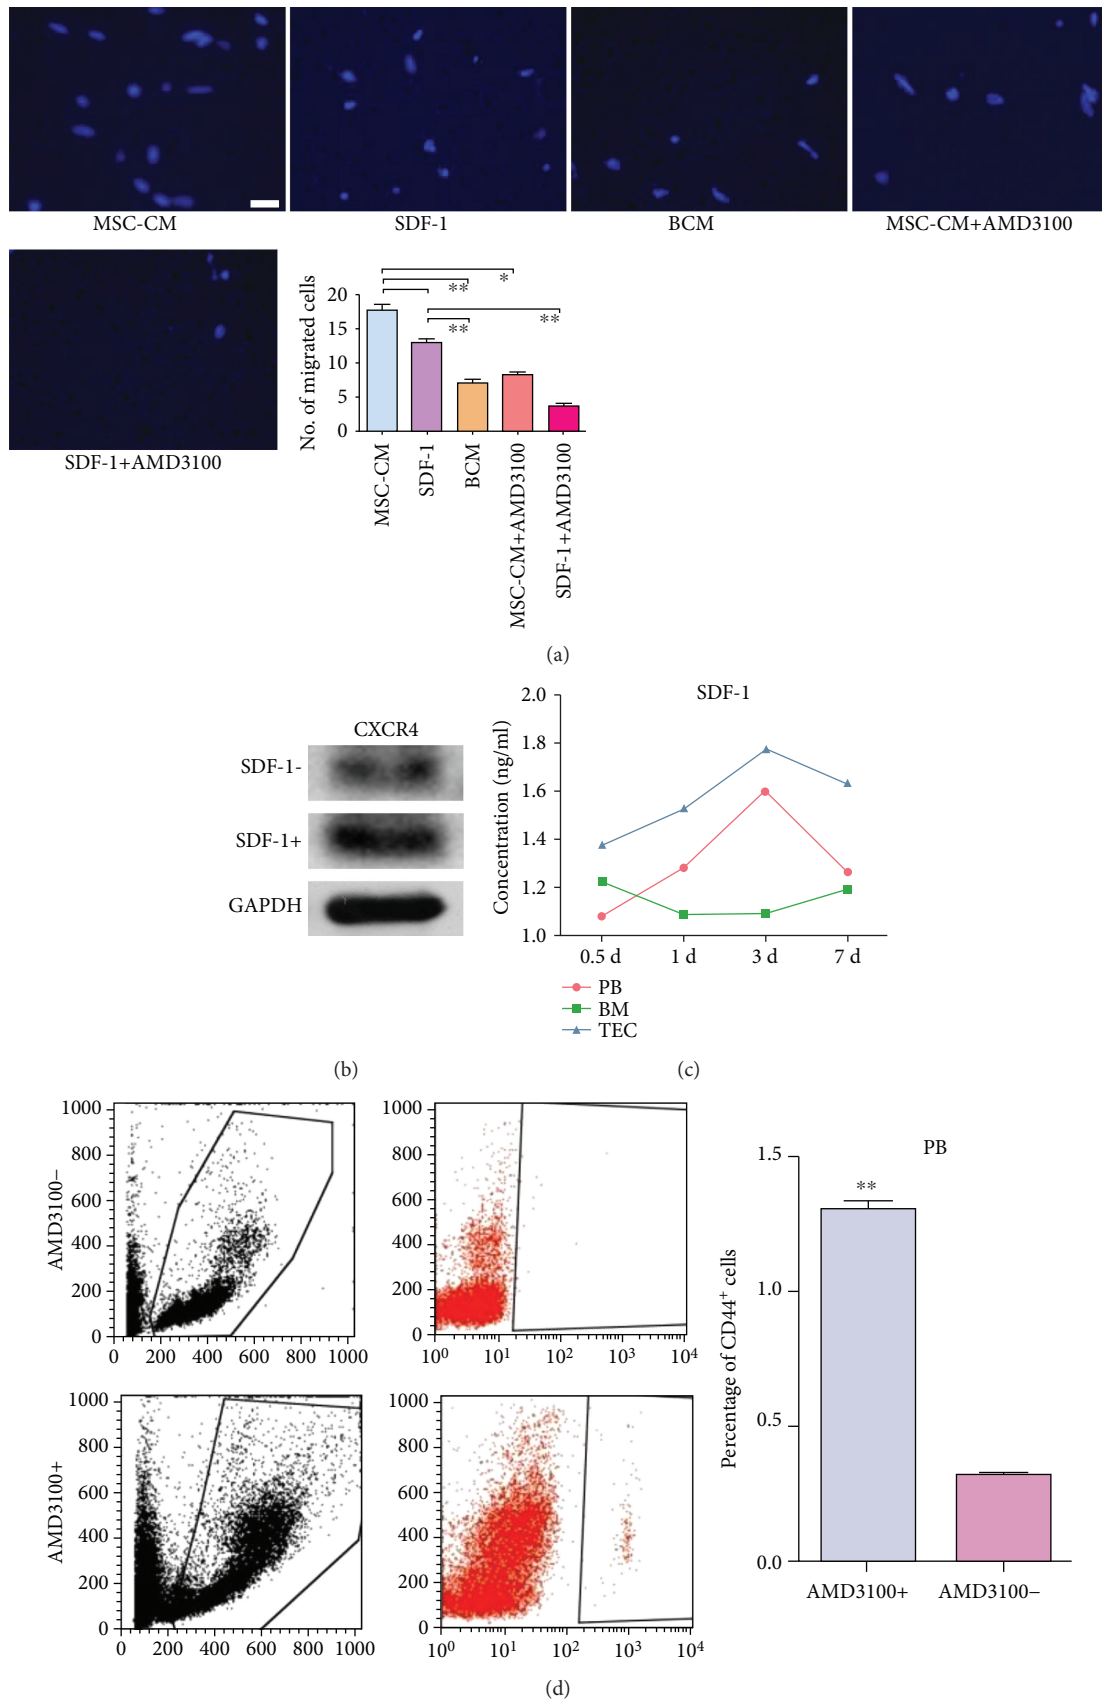 MSC-CM
SDF-1
BCM
MSC-CM+AMD3100
SDF-1+AMD3100
No. of migrated cells
20
15
10
5
0
*
**
**
**
MSC-CM
SDF-1
BCM
MSC-CM+AMD3100
SDF-1+AMD3100
(a)
CXCR4
SDF-1-
SDF-1+
GAPDH
(b)
SDF-1
Concentration (ng/ml)
2.0
1.8
1.6
1.4
1.2
1.0
0.5 d
1 d
3 d
7 d
PB
BM
TEC
(c)
AMD3100−
1000
800
600
400
200
0
0 200 400 600 800 1000
1000
800
600
400
200
0
10⁰ 10¹ 10² 10³ 10⁴
AMD3100+
1000
800
600
400
200
0
0 200 400 600 800 1000
1000
800
600
400
200
0
10⁰ 10¹ 10² 10³ 10⁴
PB
Percentage of CD44⁺ cells
1.5
1.0
0.5
0.0
**
AMD3100+
AMD3100−
(d)